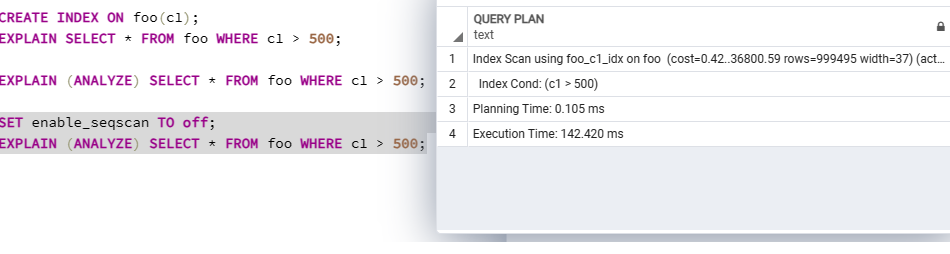 CREATE INDEX ON foo(c1);
EXPLAIN SELECT * FROM foo WHERE c1 > 500;
EXPLAIN (ANALYZE) SELECT * FROM foo WHERE c1 > 500;
SET enable_seqscan TO off;
EXPLAIN (ANALYZE) SELECT * FROM foo WHERE c1 > 500;
QUERY PLAN
text
1 Index Scan using foo_c1_idx on foo (cost=0.42..36800.59 rows=999495 width=37) (act...
2 Index Cond: (c1 > 500)
3 Planning Time: 0.105 ms
4 Execution Time: 142.420 ms